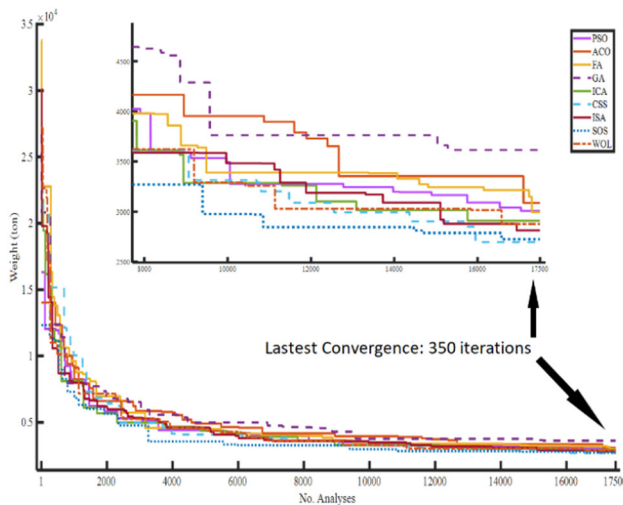 3.5 ×10⁴
4500
4000
3500
3000
2500
8000 10000 12000 14000 16000 17500
PSO
ACO
FA
GA
ICA
CSS
ISA
SOS
WOL
3
2.5
2
1.5
1
0.5
Weight (ton)
Lastest Convergence: 350 iterations
1 2000 4000 6000 8000 10000 12000 14000 16000 17500
No. Analyses